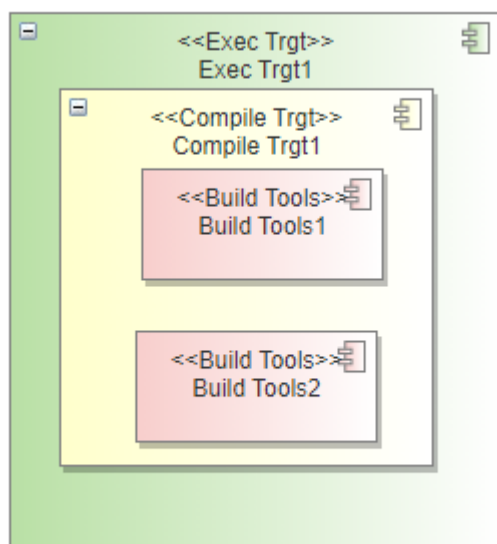 <<Exec Trgt>>
Exec Trgt1
<<Compile Trgt>>
Compile Trgt1
<<Build Tools>>
Build Tools1
<<Build Tools>>
Build Tools2